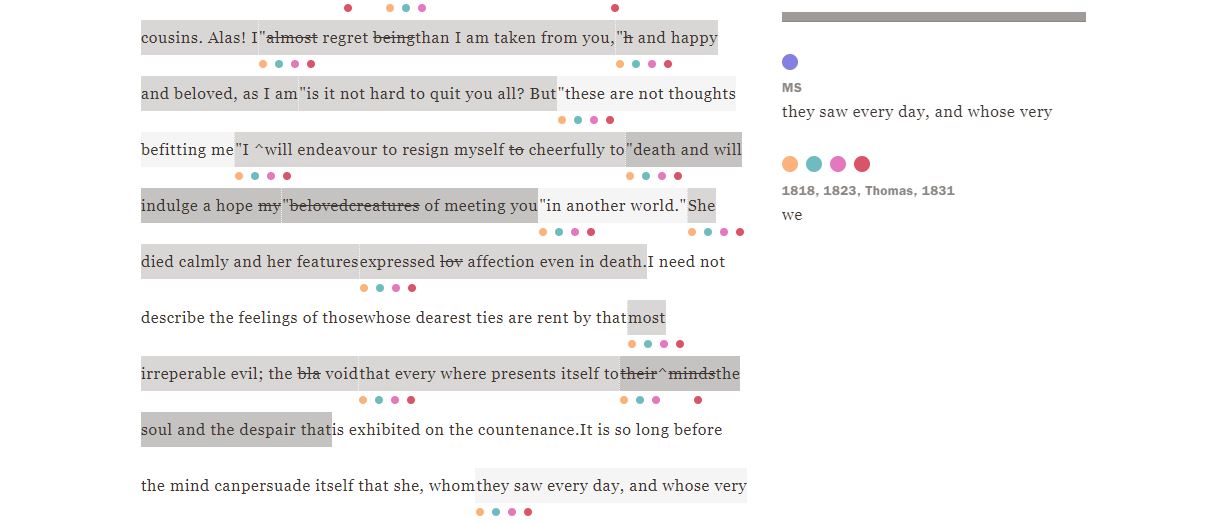 cousins. Alas! I"almost regret beingthan I am taken from you,"h and happy
and beloved, as I am"is it not hard to quit you all? But"these are not thoughts
befitting me"I ^will endeavour to resign myself to cheerfully to"death and will
indulge a hope my"belovedcreatures of meeting you"in another world."She
died calmly and her featuresexpressed lov affection even in death.I need not
describe the feelings of thosewhose dearest ties are rent by thatmost
irreperable evil; the bla voidthat every where presents itself totheir^mindsthe
soul and the despair thatis exhibited on the countenance.It is so long before
the mind canpersuade itself that she, whomthey saw every day, and whose very
MS
they saw every day, and whose very
1818, 1823, Thomas, 1831
we